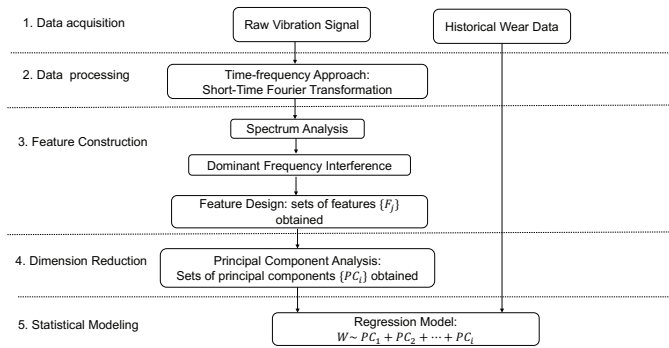 1. Data acquisition
Raw Vibration Signal
Historical Wear Data
2. Data processing
Time-frequency Approach:
Short-Time Fourier Transformation
Spectrum Analysis
3. Feature Construction
Dominant Frequency Interference
Feature Design: sets of features {F_j}
obtained
4. Dimension Reduction
Principal Component Analysis:
Sets of principal components {PC_i} obtained
5. Statistical Modeling
Regression Model:
W~ PC_1 + PC_2 + ⋯ + PC_i